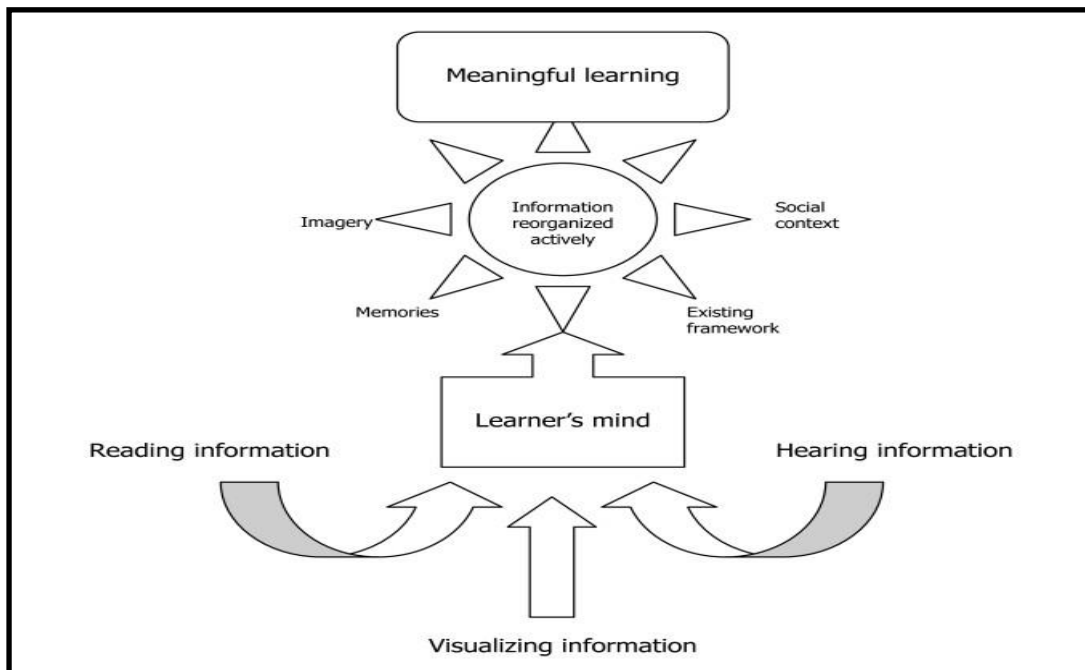 Meaningful learning
Information
reorganized
actively
Imagery
Social
context
Memories
Existing
framework
Learner's mind
Reading information
Hearing information
Visualizing information